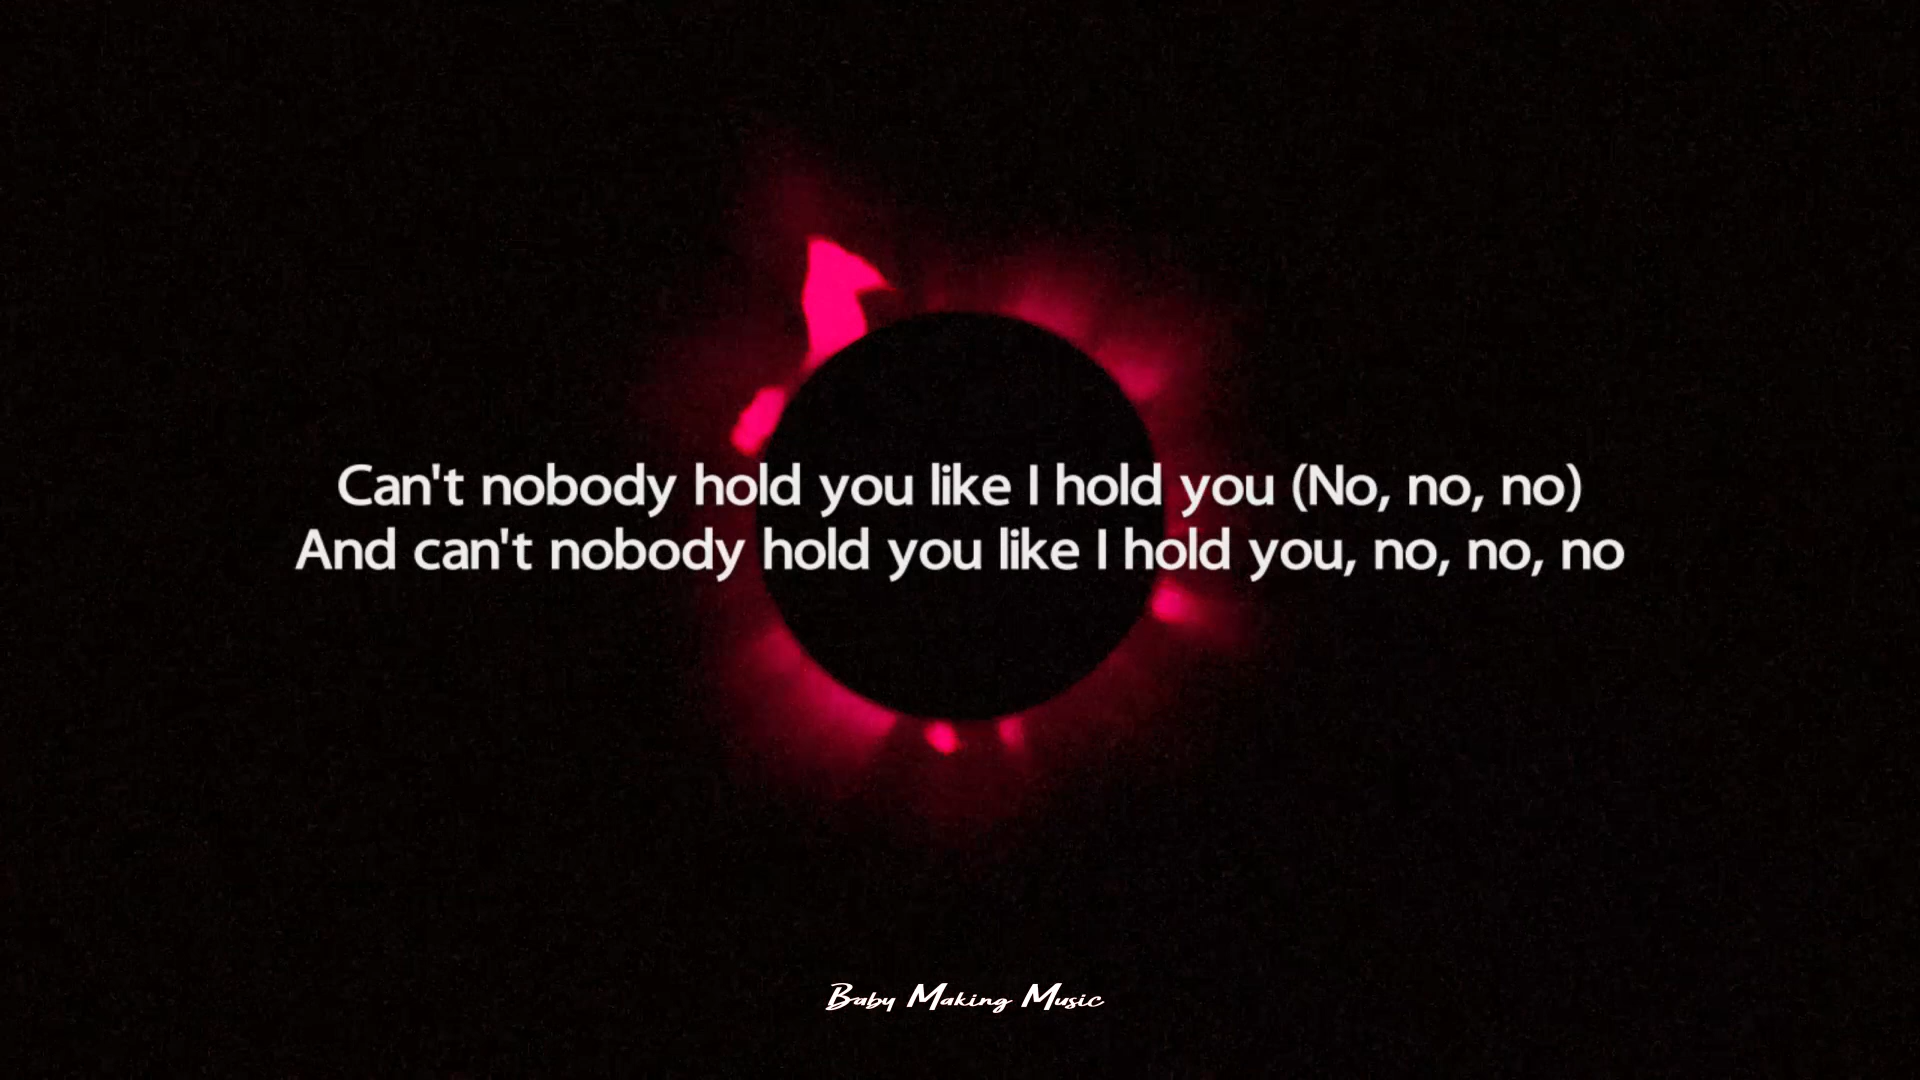 Can't nobody hold you like I hold you (No, no, no)
And can't nobody hold you like I hold you, no, no, no
Baby Making Music